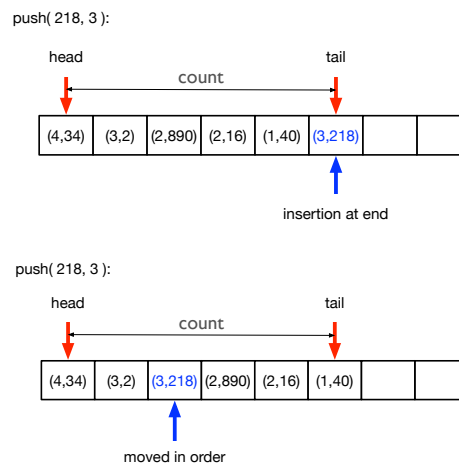 push( 218, 3 ):
head tail
count
(4,34) (3,2) (2,890) (2,16) (1,40) (3,218)
insertion at end
push( 218, 3 ):
head tail
count
(4,34) (3,2) (3,218) (2,890) (2,16) (1,40)
moved in order